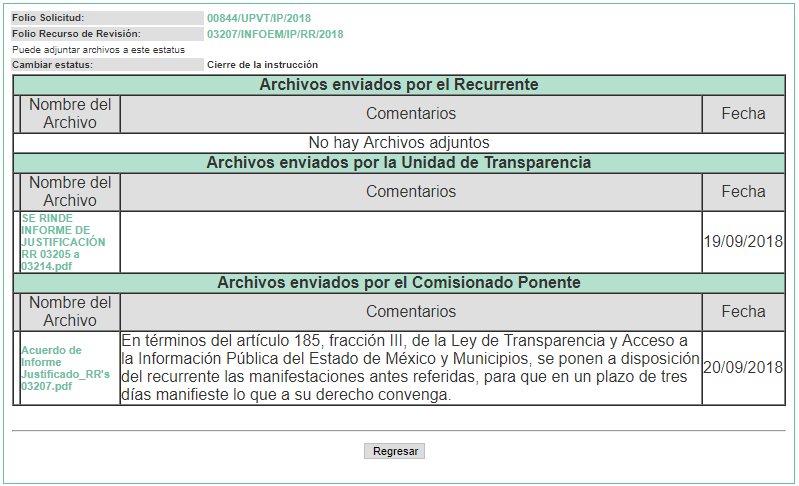 Folio Solicitud: 00844/UPVT/IP/2018
Folio Recurso de Revisión: 03207/INFOEM/IP/RR/2018
Puede adjuntar archivos a este estatus
Cambiar estatus: Cierre de la instrucción
Archivos enviados por el Recurrente
Nombre del
Archivo
Comentarios
Fecha
No hay Archivos adjuntos
Archivos enviados por la Unidad de Transparencia
Nombre del
Archivo
Comentarios
Fecha
SE RINDE
INFORME DE
JUSTIFICACIÓN
RR 03205 a
03214.pdf
19/09/2018
Archivos enviados por el Comisionado Ponente
Nombre del
Archivo
Comentarios
Fecha
Acuerdo de
Informe
Justificado_RR's
03207.pdf
En términos del artículo 185, fracción III, de la Ley de Transparencia y Acceso a
la Información Pública del Estado de México y Municipios, se ponen a disposición
del recurrente las manifestaciones antes referidas, para que en un plazo de tres
días manifieste lo que a su derecho convenga.
20/09/2018
Regresar